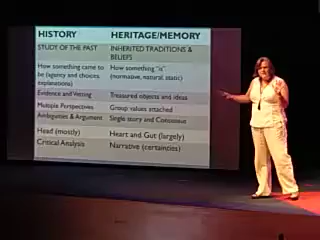 HISTORY HERITAGE/MEMORY
STUDY OF THE PAST INHERITED TRADITIONS &
BELIEFS
How something came How something "is"
to be (agency and choices, (normative, natural, static)
explanations)
Evidence and Vetting Treasured objects and ideas
Multiple Perspectives Group values attached
Ambiguities & Argument Single story and Consensus
Head (mostly) Heart and Gut (largely)
Critical Analysis Narrative (certainties)